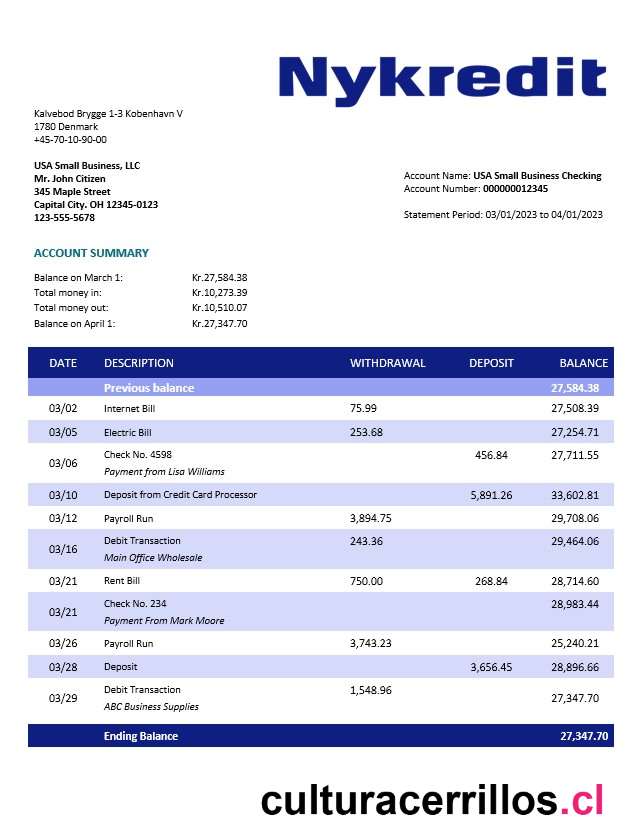 Nykredit
Kalvebod Brygge 1-3 Kobenhavn V
1780 Denmark
+45-70-10-90-00
USA Small Business, LLC
Mr. John Citizen
345 Maple Street
Capital City. OH 12345-0123
123-555-5678
Account Name: USA Small Business Checking
Account Number: 000000012345
Statement Period: 03/01/2023 to 04/01/2023
ACCOUNT SUMMARY
Balance on March 1: Kr.27,584.38
Total money in: Kr.10,273.39
Total money out: Kr.10,510.07
Balance on April 1: Kr.27,347.70
DATE DESCRIPTION WITHDRAWAL DEPOSIT BALANCE
Previous balance 27,584.38
03/02 Internet Bill 75.99 27,508.39
03/05 Electric Bill 253.68 27,254.71
03/06 Check No. 4598 456.84 27,711.55
Payment from Lisa Williams
03/10 Deposit from Credit Card Processor 5,891.26 33,602.81
03/12 Payroll Run 3,894.75 29,708.06
03/16 Debit Transaction 243.36 29,464.06
Main Office Wholesale
03/21 Rent Bill 750.00 268.84 28,714.60
03/21 Check No. 234 28,983.44
Payment From Mark Moore
03/26 Payroll Run 3,743.23 25,240.21
03/28 Deposit 3,656.45 28,896.66
03/29 Debit Transaction 1,548.96 27,347.70
ABC Business Supplies
Ending Balance 27,347.70
culturacerrillos.cl